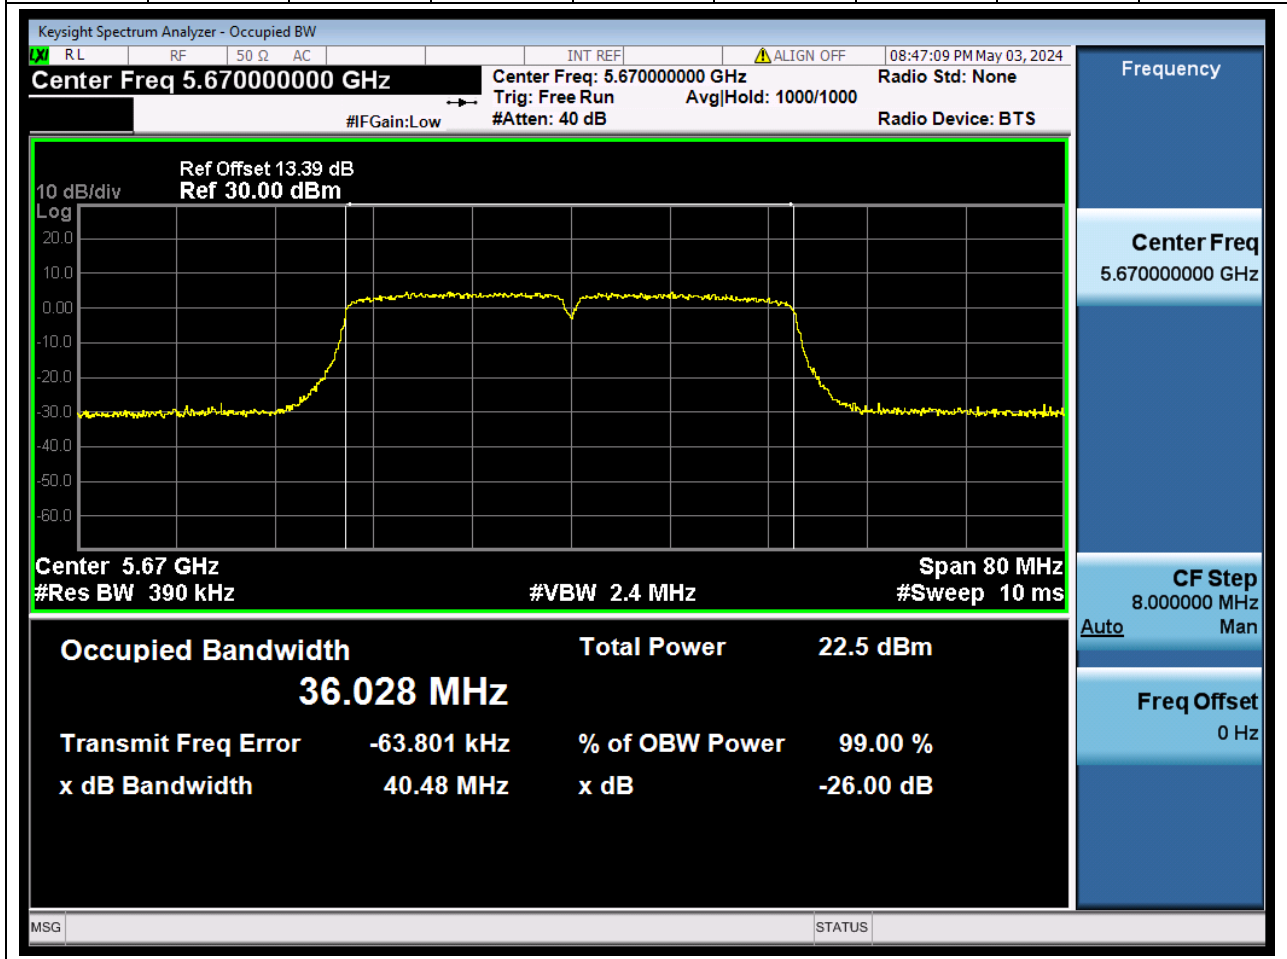 Keysight Spectrum Analyzer - Occupied BW
LXI RL RF 50 Ω AC INT REF ALIGN OFF 08:47:09 PM May 03, 2024
Center Freq 5.670000000 GHz
Center Freq: 5.670000000 GHz
Radio Std: None
Trig: Free Run Avg|Hold: 1000/1000
#IFGain:Low
#Atten: 40 dB
Radio Device: BTS
Ref Offset 13.39 dB
10 dB/div Ref 30.00 dBm
Log
20.0
10.0
0.00
-10.0
-20.0
-30.0
-40.0
-50.0
-60.0
Center 5.67 GHz Span 80 MHz
#Res BW 390 kHz #VBW 2.4 MHz #Sweep 10 ms
Occupied Bandwidth Total Power 22.5 dBm
36.028 MHz
Transmit Freq Error -63.801 kHz % of OBW Power 99.00 %
x dB Bandwidth 40.48 MHz x dB -26.00 dB
MSG STATUS
Frequency
Center Freq
5.670000000 GHz
CF Step
8.000000 MHz
Auto Man
Freq Offset
0 Hz